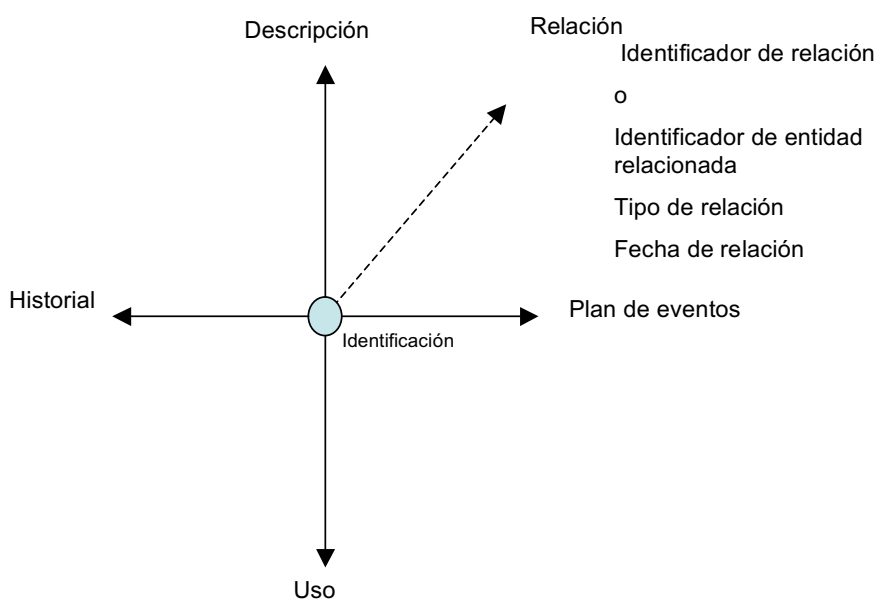 Descripción
Relación
Identificador de relación
o
Identificador de entidad
relacionada
Tipo de relación
Fecha de relación
Historial
Plan de eventos
Identificación
Uso